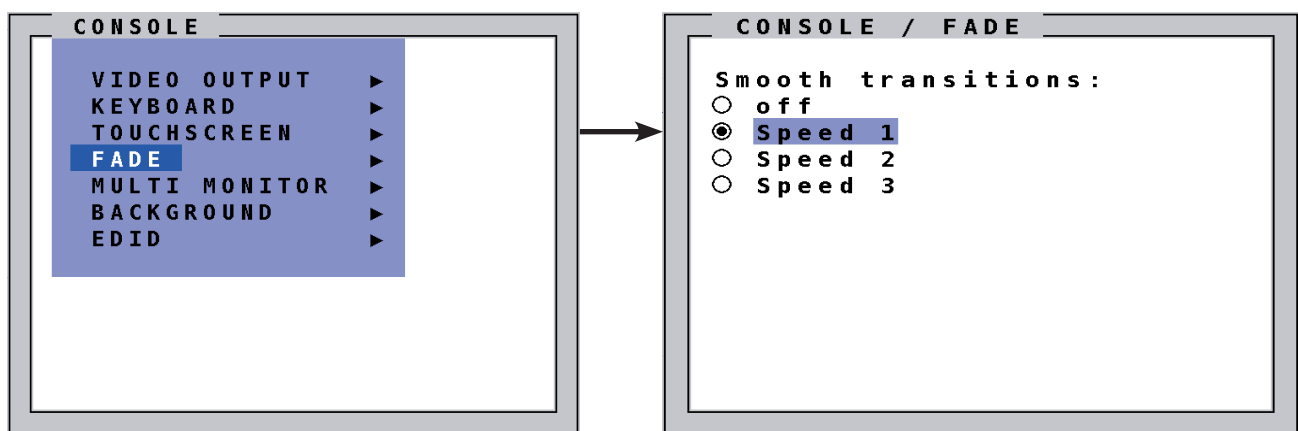 CONSOLE
VIDEO OUTPUT ▶
KEYBOARD ▶
TOUCHSCREEN ▶
FADE ▶
MULTI MONITOR ▶
BACKGROUND ▶
EDID ▶
CONSOLE / FADE
Smooth transitions:
off
Speed 1
Speed 2
Speed 3